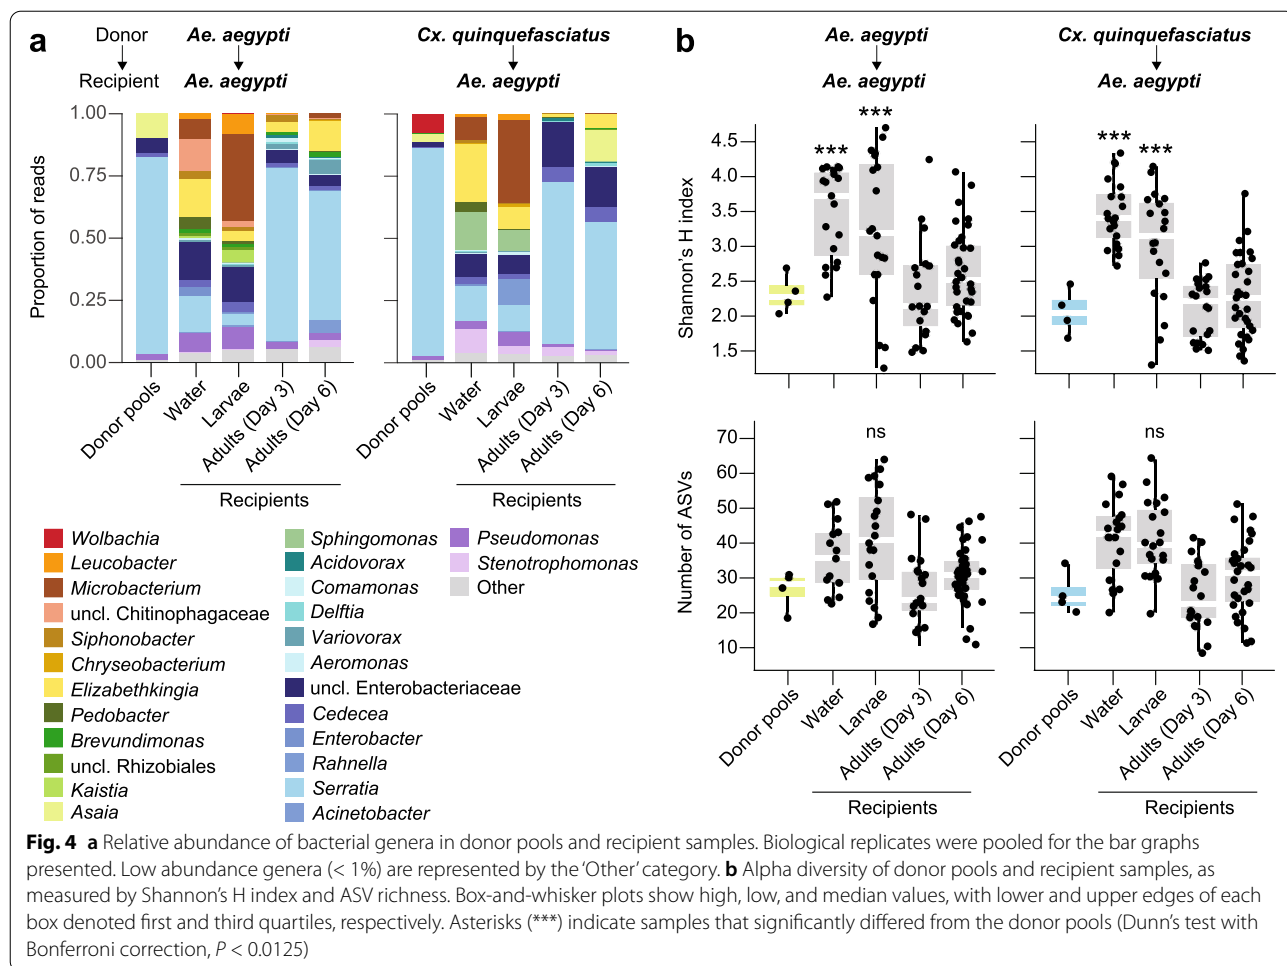 a
Donor
Recipient
Ae. aegypti
Ae. aegypti
Cx. quinquefasciatus
Ae. aegypti
Proportion of reads
1.00
0.75
0.50
0.25
0.00
Donor pools
Water
Larvae
Adults (Day 3)
Adults (Day 6)
Recipients
Donor pools
Water
Larvae
Adults (Day 3)
Adults (Day 6)
Recipients
Wolbachia
Leucobacter
Microbacterium
uncl. Chitinophagaceae
Siphonobacter
Chryseobacterium
Elizabethkingia
Pedobacter
Brevundimonas
uncl. Rhizobiales
Kaistia
Asaia
Sphingomonas
Acidovorax
Comamonas
Delftia
Variovorax
Aeromonas
uncl. Enterobacteriaceae
Cedecea
Enterobacter
Rahnella
Serratia
Acinetobacter
Pseudomonas
Stenotrophomonas
Other
b
Ae. aegypti
Ae. aegypti
Cx. quinquefasciatus
Ae. aegypti
Shannon's H index
4.5
4.0
3.5
3.0
2.5
2.0
1.5
***
***
***
***
Number of ASVs
70
60
50
40
30
20
10
ns
ns
Donor pools
Water
Larvae
Adults (Day 3)
Adults (Day 6)
Recipients
Donor pools
Water
Larvae
Adults (Day 3)
Adults (Day 6)
Recipients
Fig. 4 a Relative abundance of bacterial genera in donor pools and recipient samples. Biological replicates were pooled for the bar graphs
presented. Low abundance genera (< 1%) are represented by the 'Other' category. b Alpha diversity of donor pools and recipient samples, as
measured by Shannon's H index and ASV richness. Box-and-whisker plots show high, low, and median values, with lower and upper edges of each
box denoted first and third quartiles, respectively. Asterisks (***) indicate samples that significantly differed from the donor pools (Dunn's test with
Bonferroni correction, P < 0.0125)